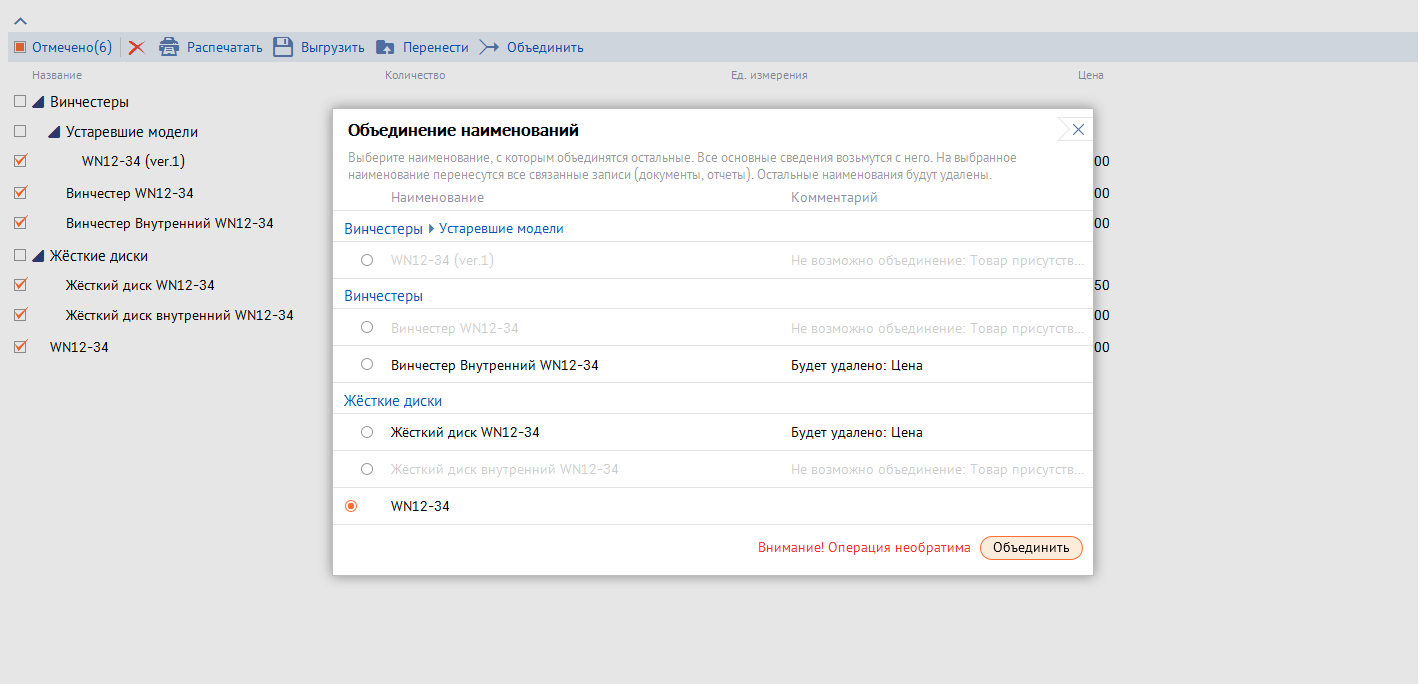 Отмечено(6) Распечатать Выгрузить Перенести Объединить
Название Количество Ед. измерения Цена
Винчестеры
Устаревшие модели
WN12-34 (ver.1)
00
Винчестер WN12-34
00
Винчестер Внутренний WN12-34
00
Жёсткие диски
Жёсткий диск WN12-34
50
Жёсткий диск внутренний WN12-34
00
WN12-34
00
Объединение наименований
Выберите наименование, с которым объединятся остальные. Все основные сведения возьмутся с него. На выбранное
наименование перенесутся все связанные записи (документы, отчеты). Остальные наименования будут удалены.
Наименование Комментарий
Винчестеры Устаревшие модели
WN12-34 (ver.1) Не возможно объединение: Товар присутств...
Винчестеры
Винчестер WN12-34 Не возможно объединение: Товар присутств...
Винчестер Внутренний WN12-34 Будет удалено: Цена
Жёсткие диски
Жёсткий диск WN12-34 Будет удалено: Цена
Жёсткий диск внутренний WN12-34 Не возможно объединение: Товар присутств...
WN12-34
Внимание! Операция необратима Объединить